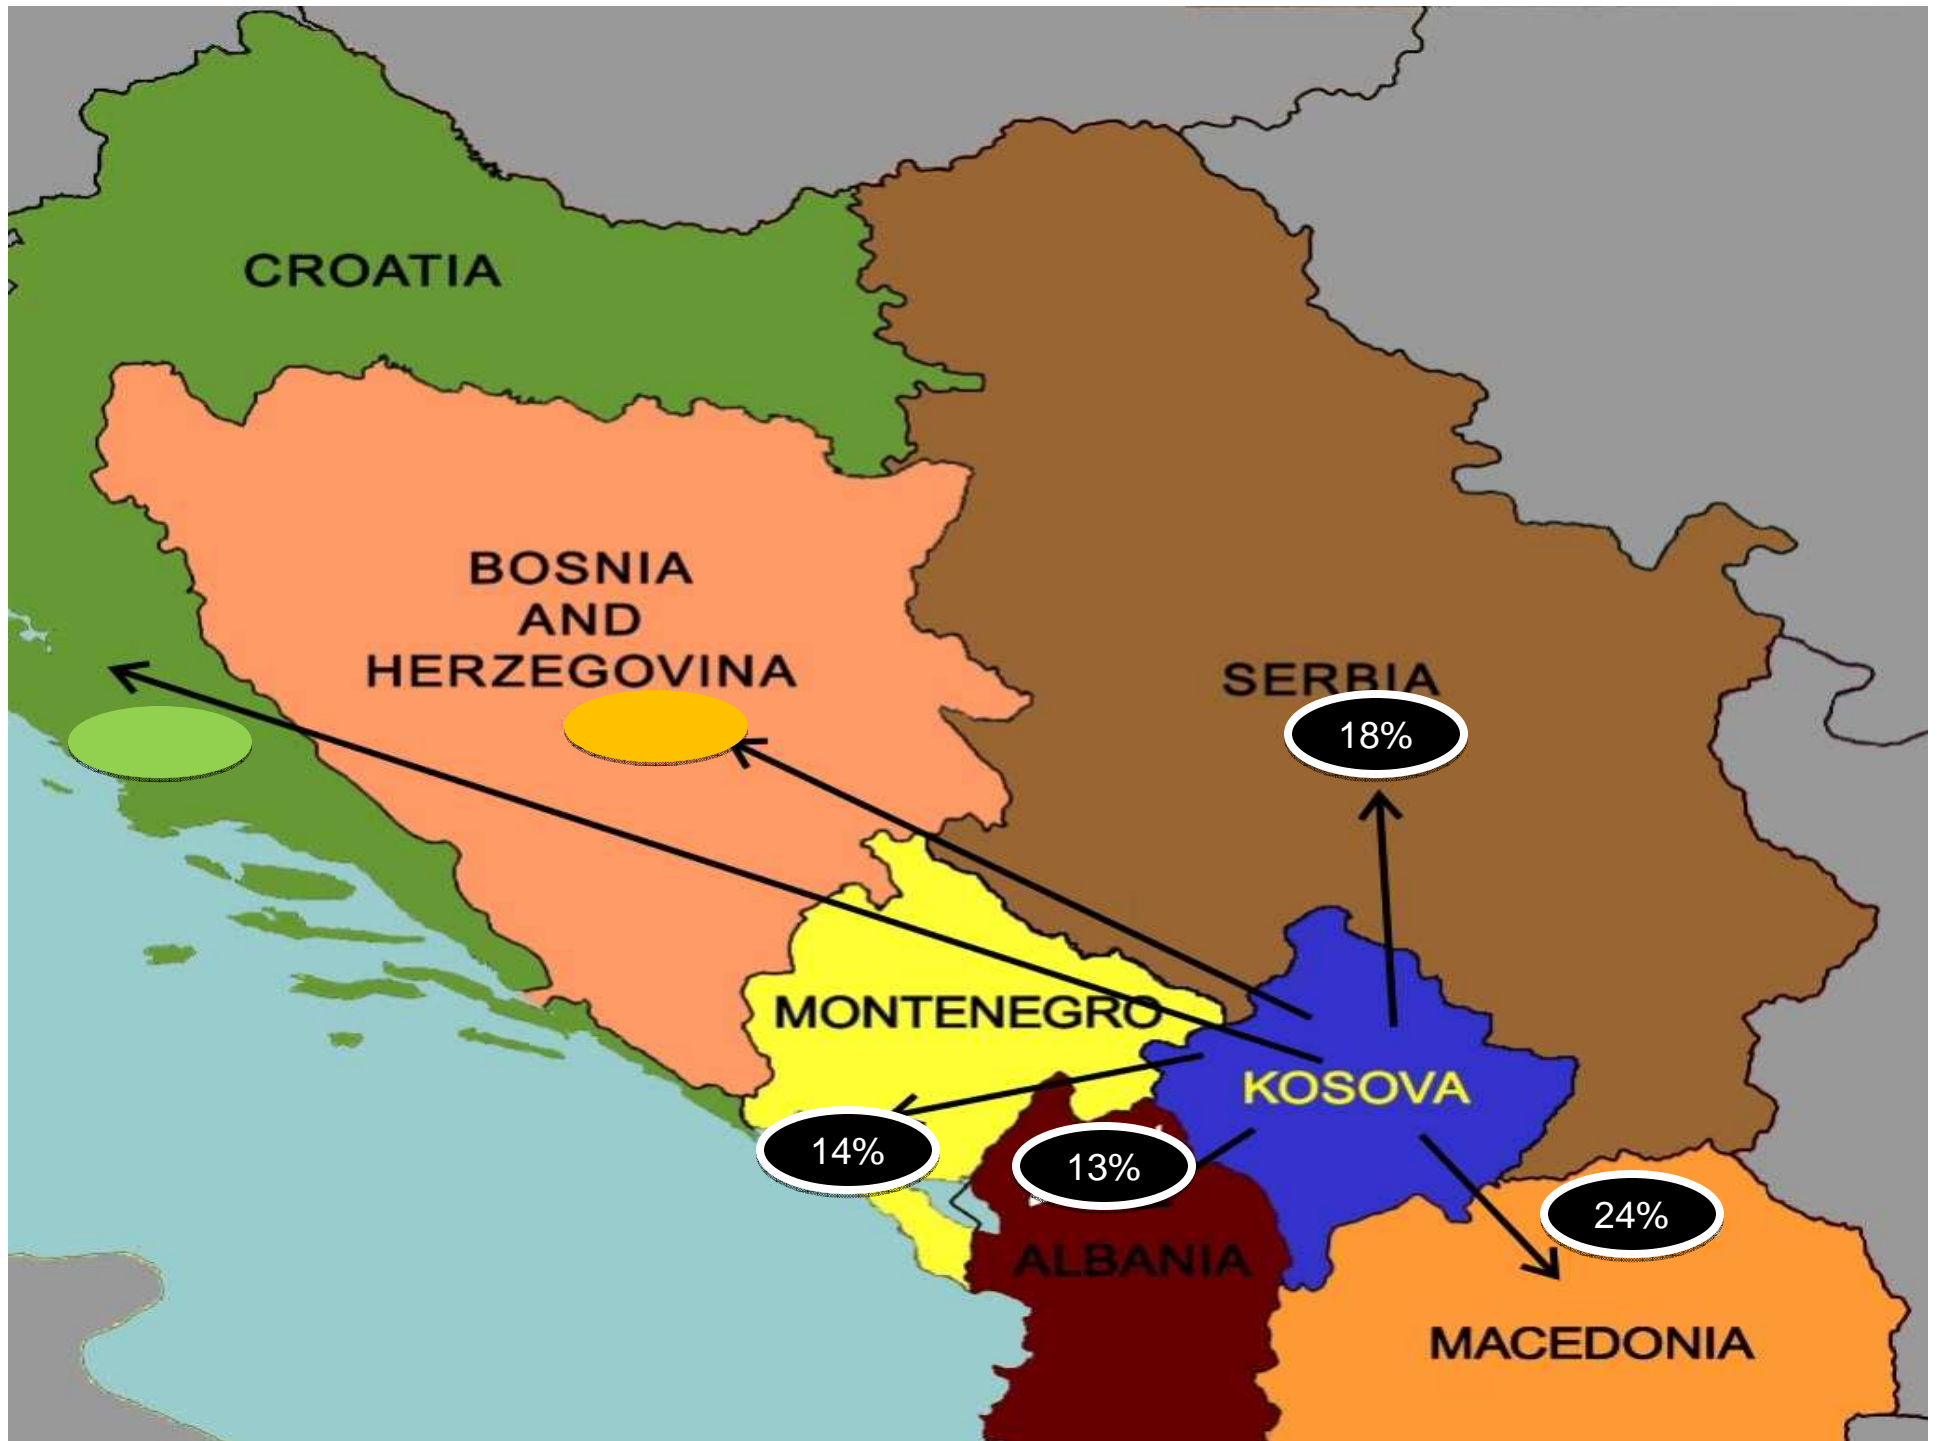 CROATIA
BOSNIA
AND
HERZEGOVINA
SERBIA
18%
MONTENEGRO
KOSOVA
14%
13%
24%
ALBANIA
MACEDONIA